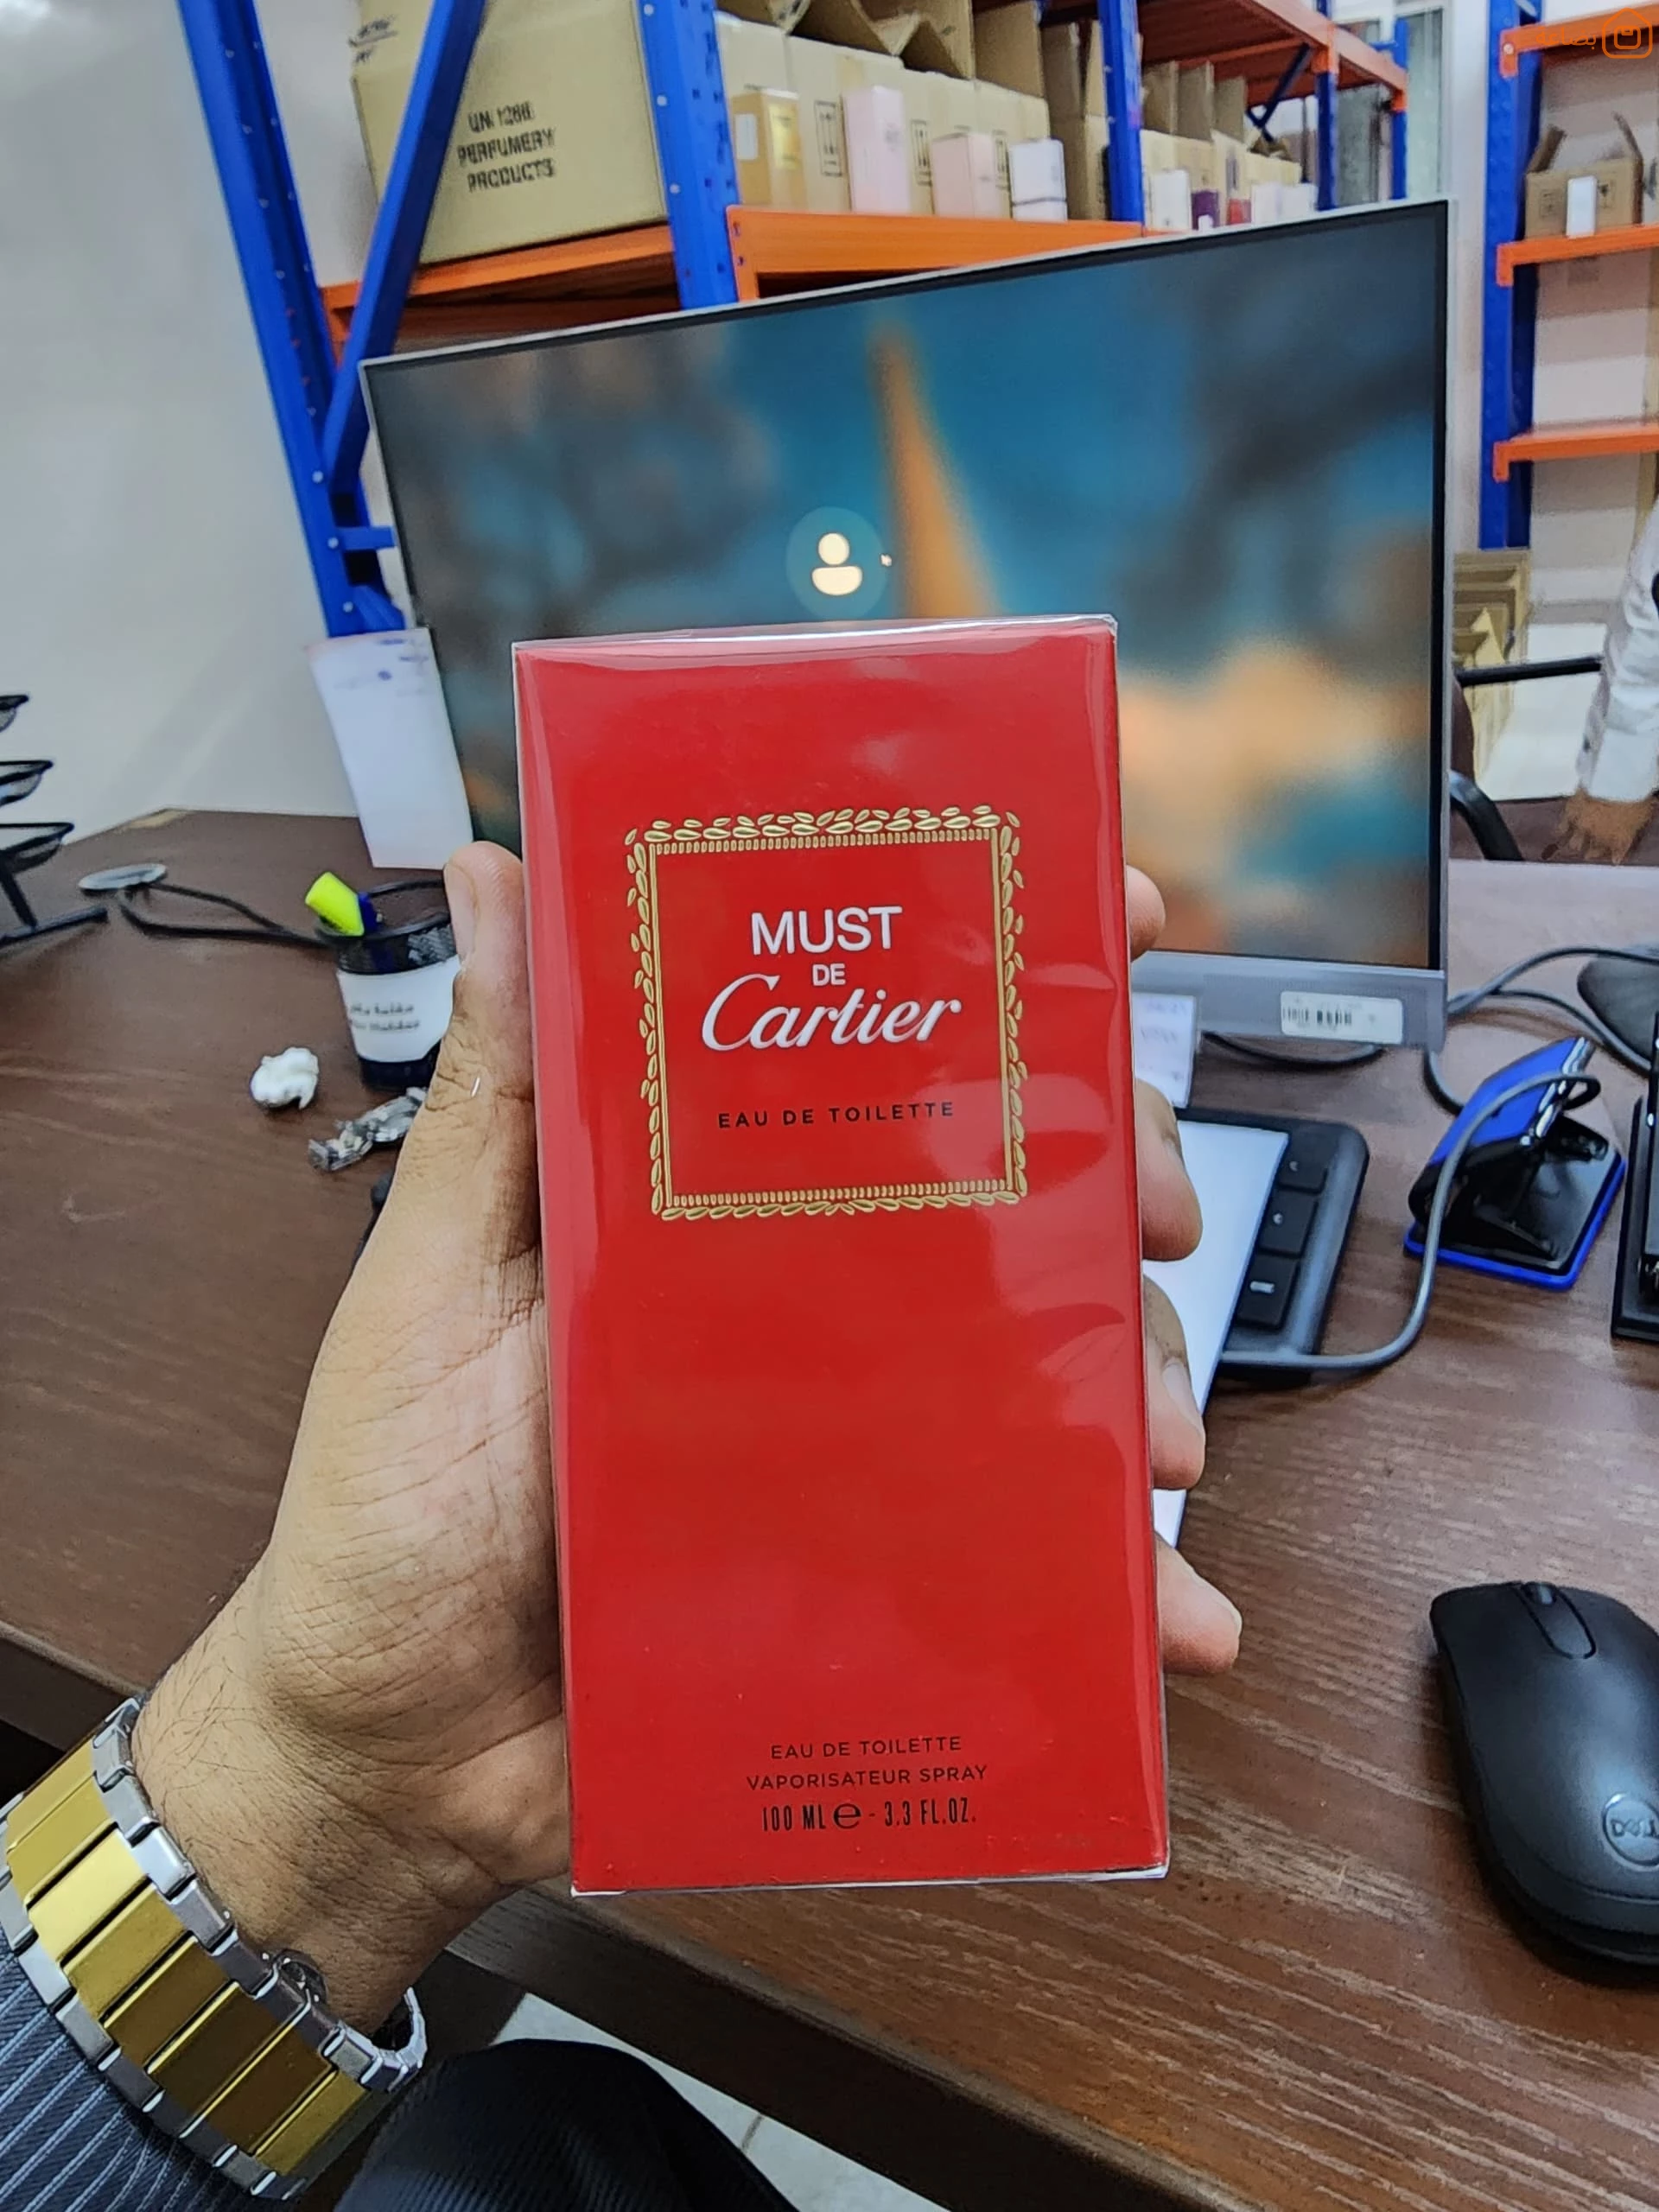 UN 1266
PERFUMERY
PRODUCTS
MUST
DE
Cartier
EAU DE TOILETTE
EAU DE TOILETTE
VAPORISATEUR SPRAY
100 ML ℮ - 3.3 FL.OZ.
DELL